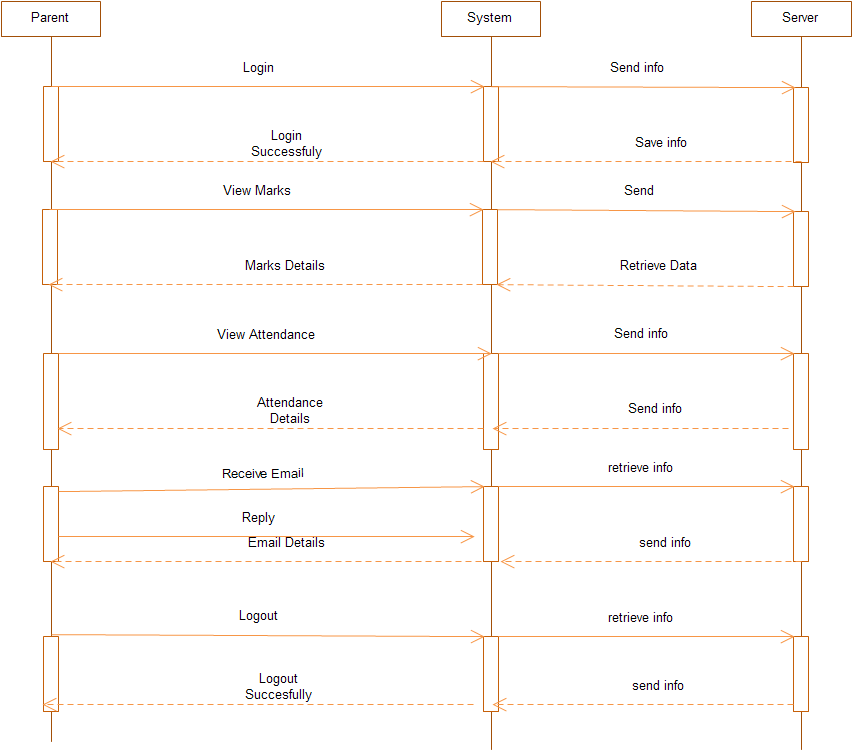 Parent
System
Server
Login
Send info
Login
Successfuly
Save info
View Marks
Send
Marks Details
Retrieve Data
View Attendance
Send info
Attendance
Details
Send info
Receive Email
retrieve info
Reply
Email Details
send info
Logout
retrieve info
Logout
Succesfully
send info